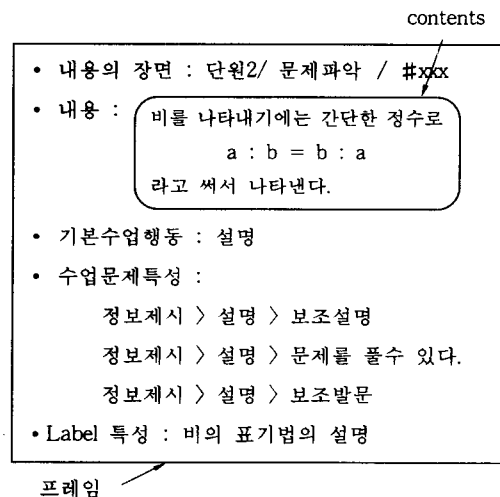 contents
• 내용의 장면 : 단원2/ 문제파악 / #xxx
• 내용 :
비를 나타내기에는 간단한 정수로
a : b = b : a
라고 써서 나타낸다.
• 기본수업행동 : 설명
• 수업문제특성 :
정보제시 > 설명 > 보조설명
정보제시 > 설명 > 문제를 풀수 있다.
정보제시 > 설명 > 보조발문
• Label 특성 : 비의 표기법의 설명
프레임